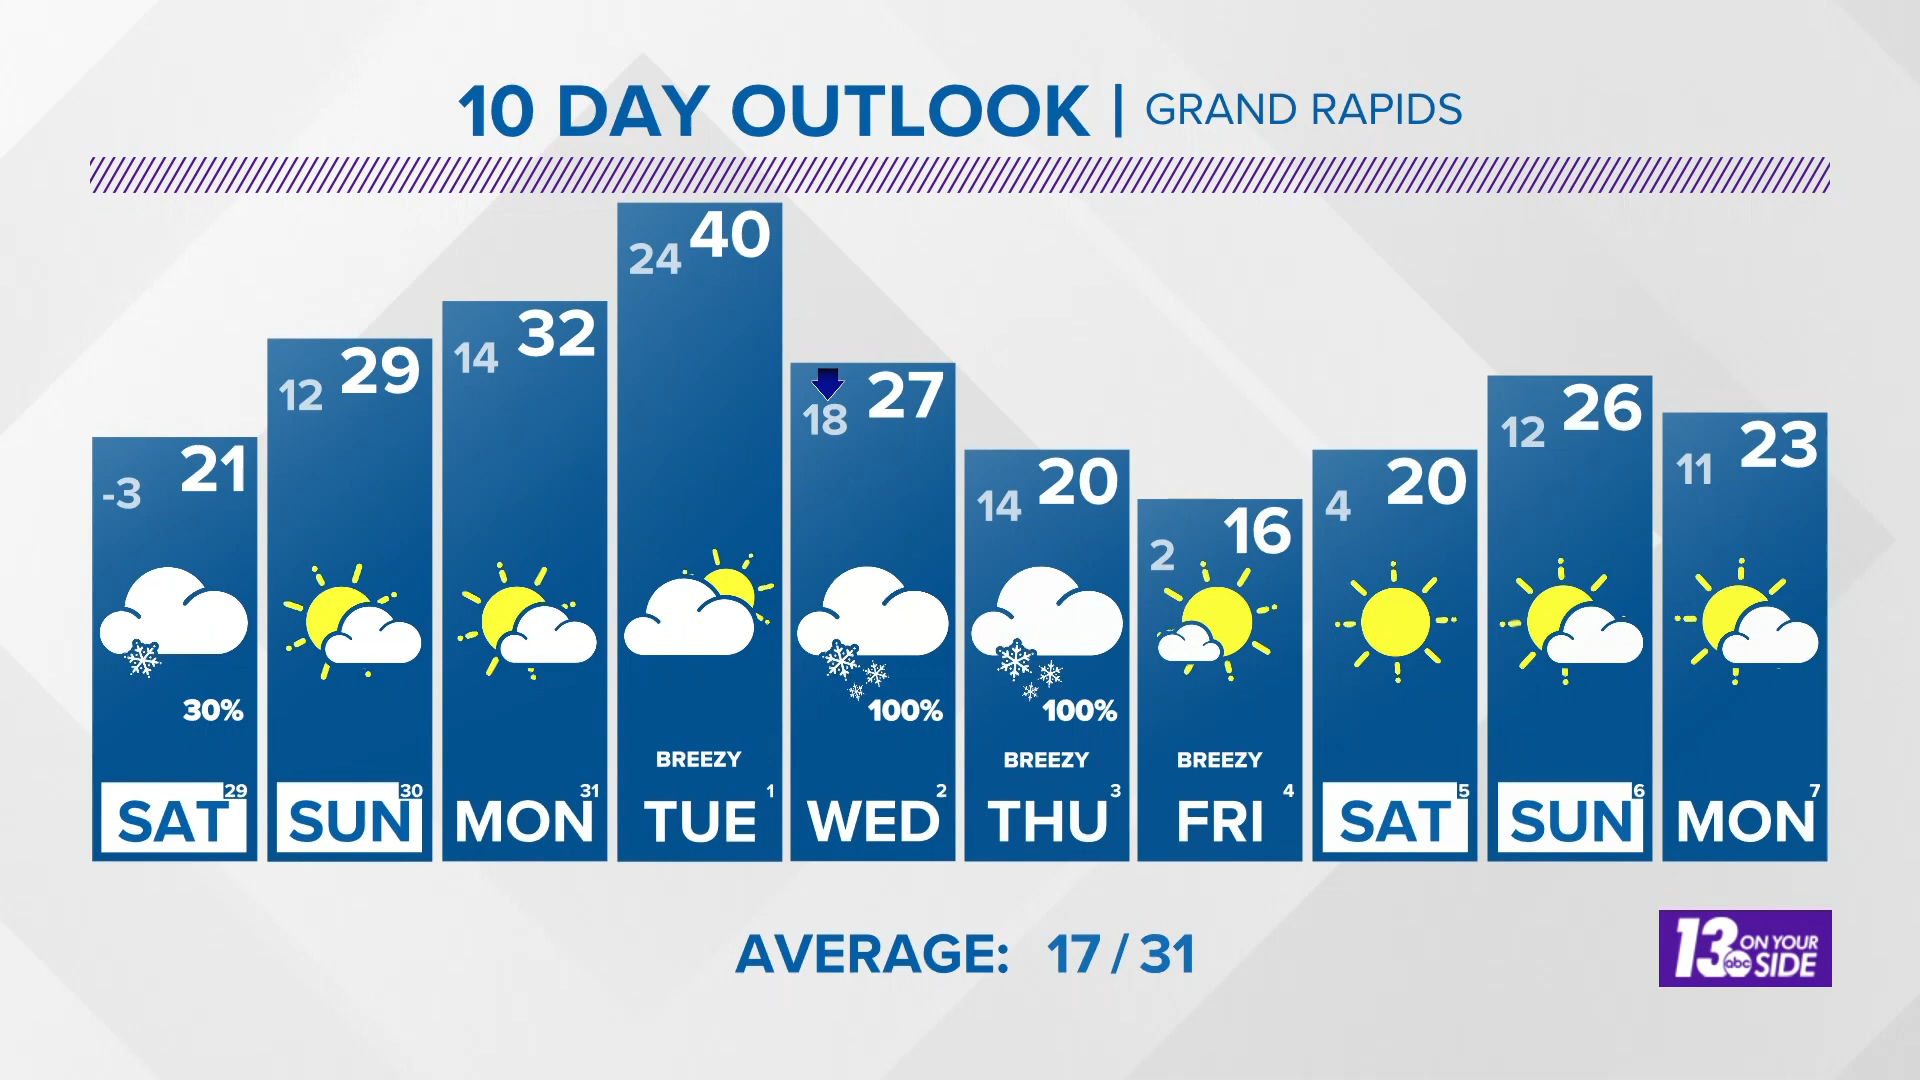 10 DAY OUTLOOK | GRAND RAPIDS
-3 21
30%
SAT 29
12 29
SUN 30
14 32
MON 31
24 40
BREEZY
TUE 1
18 27
100%
WED 2
14 20
100%
BREEZY
THU 3
2 16
BREEZY
FRI 4
4 20
SAT 5
12 26
SUN 6
11 23
MON 7
AVERAGE: 17 / 31
13 abc ON YOUR
SIDE